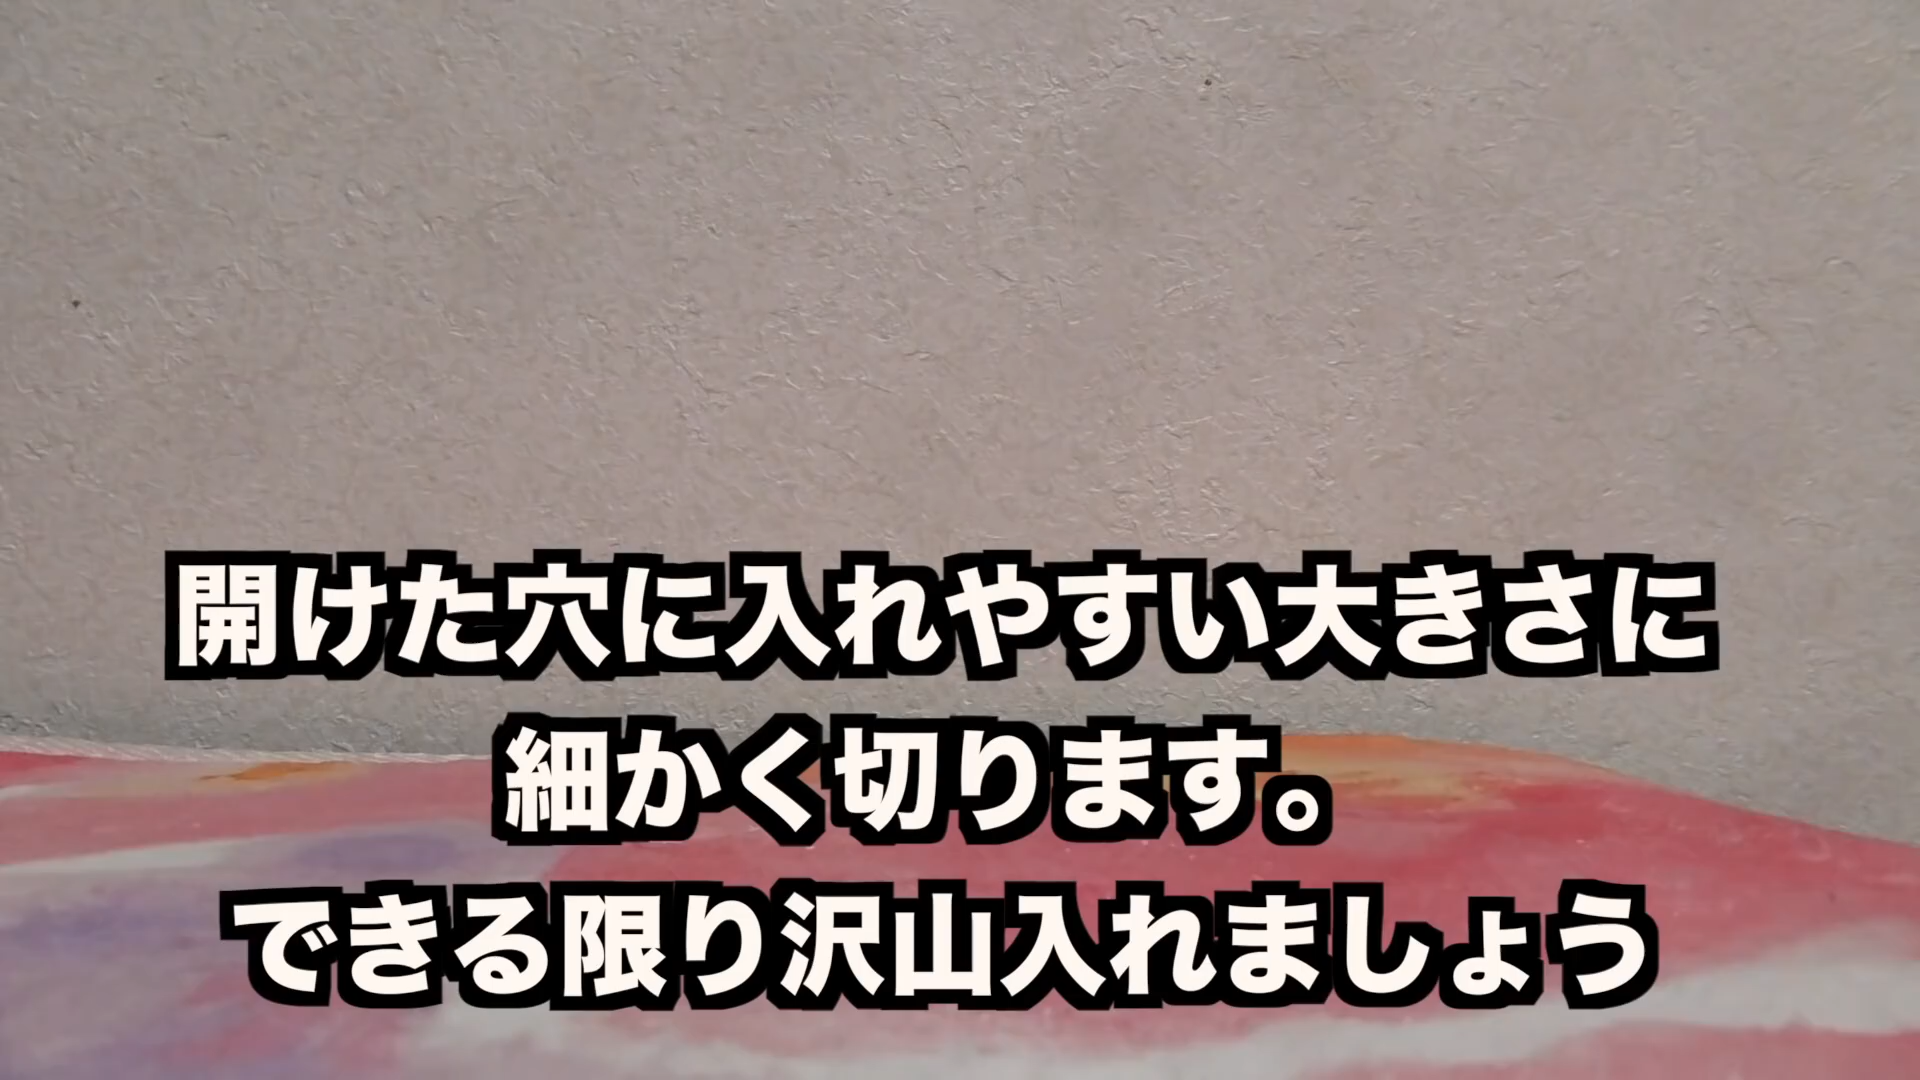 開けた穴に入れやすい大きさに
細かく切ります。
できる限り沢山入れましょう